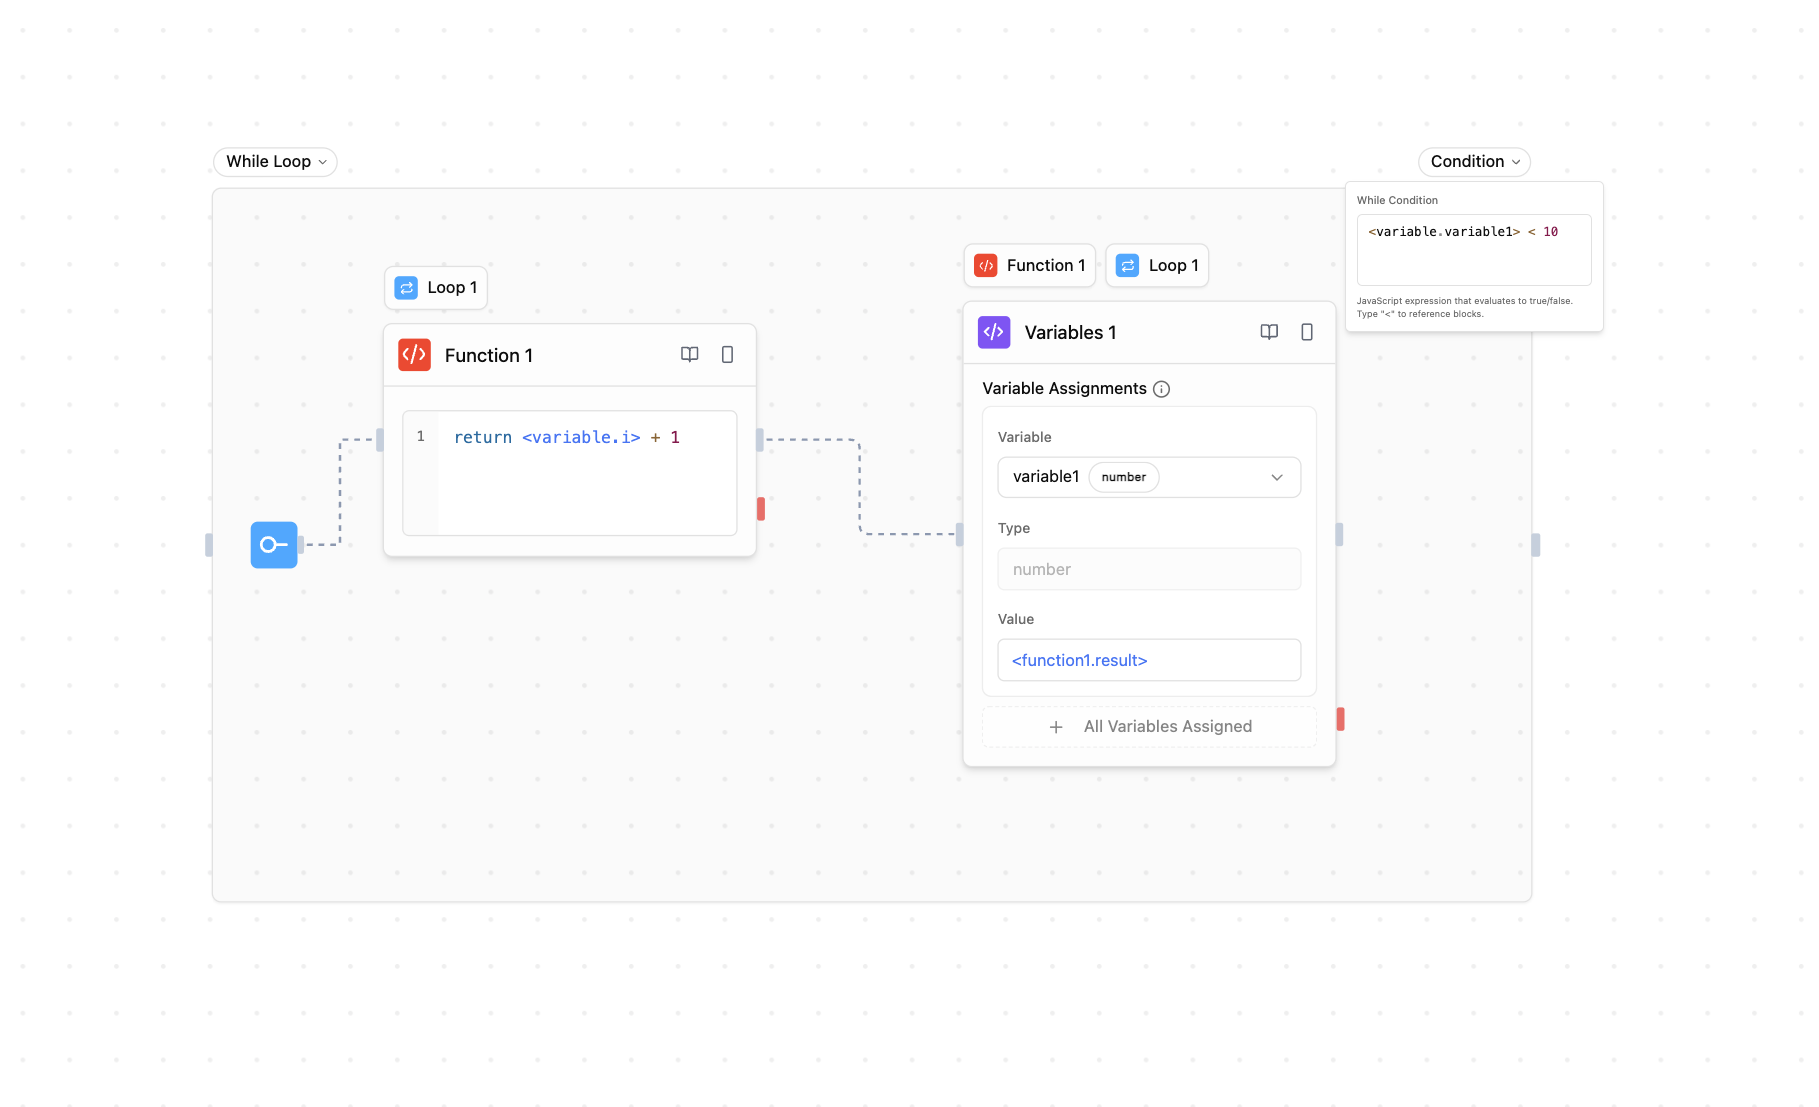 While Loop
Condition
While Condition
<variable.variable1> < 10
JavaScript expression that evaluates to true/false.
Type "<" to reference blocks.
Loop 1
Function 1
1 return <variable.i> + 1
Function 1
Loop 1
Variables 1
Variable Assignments
Variable
variable1 number
Type
number
Value
<function1.result>
+ All Variables Assigned